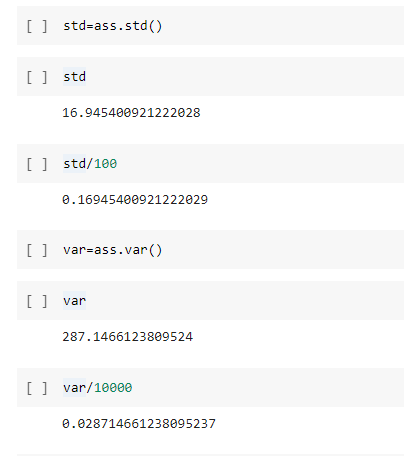 [ ] std=ass.std()
[ ] std
16.945400921222028
[ ] std/100
0.16945400921222029
[ ] var=ass.var()
[ ] var
287.1466123809524
[ ] var/10000
0.028714661238095237